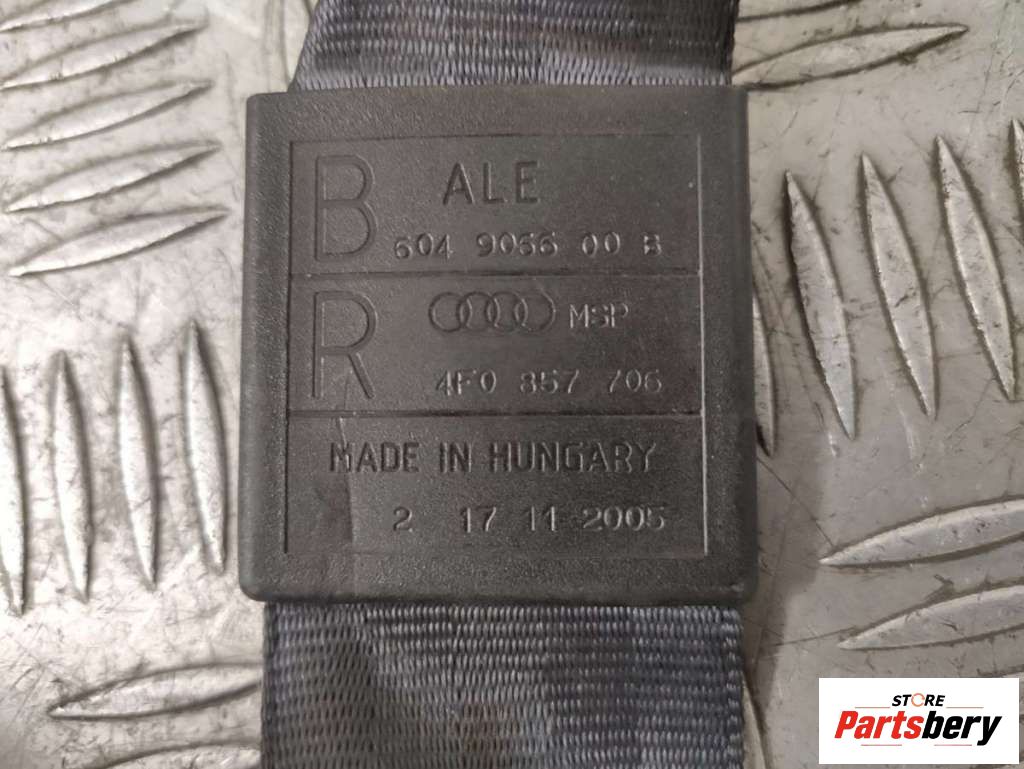 B ALE
604 9066 00 B
R MSP
4F0 857 706
MADE IN HUNGARY
2 17 11 2005
STORE
Partsbery